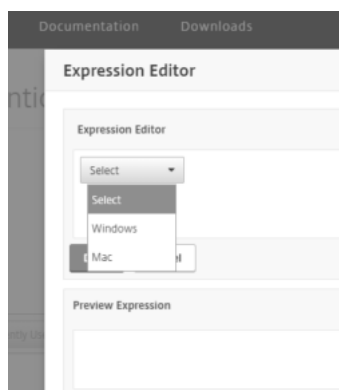 Documentation Downloads
Expression Editor
Expression Editor
Select
Select
Windows
Mac
Preview Expression